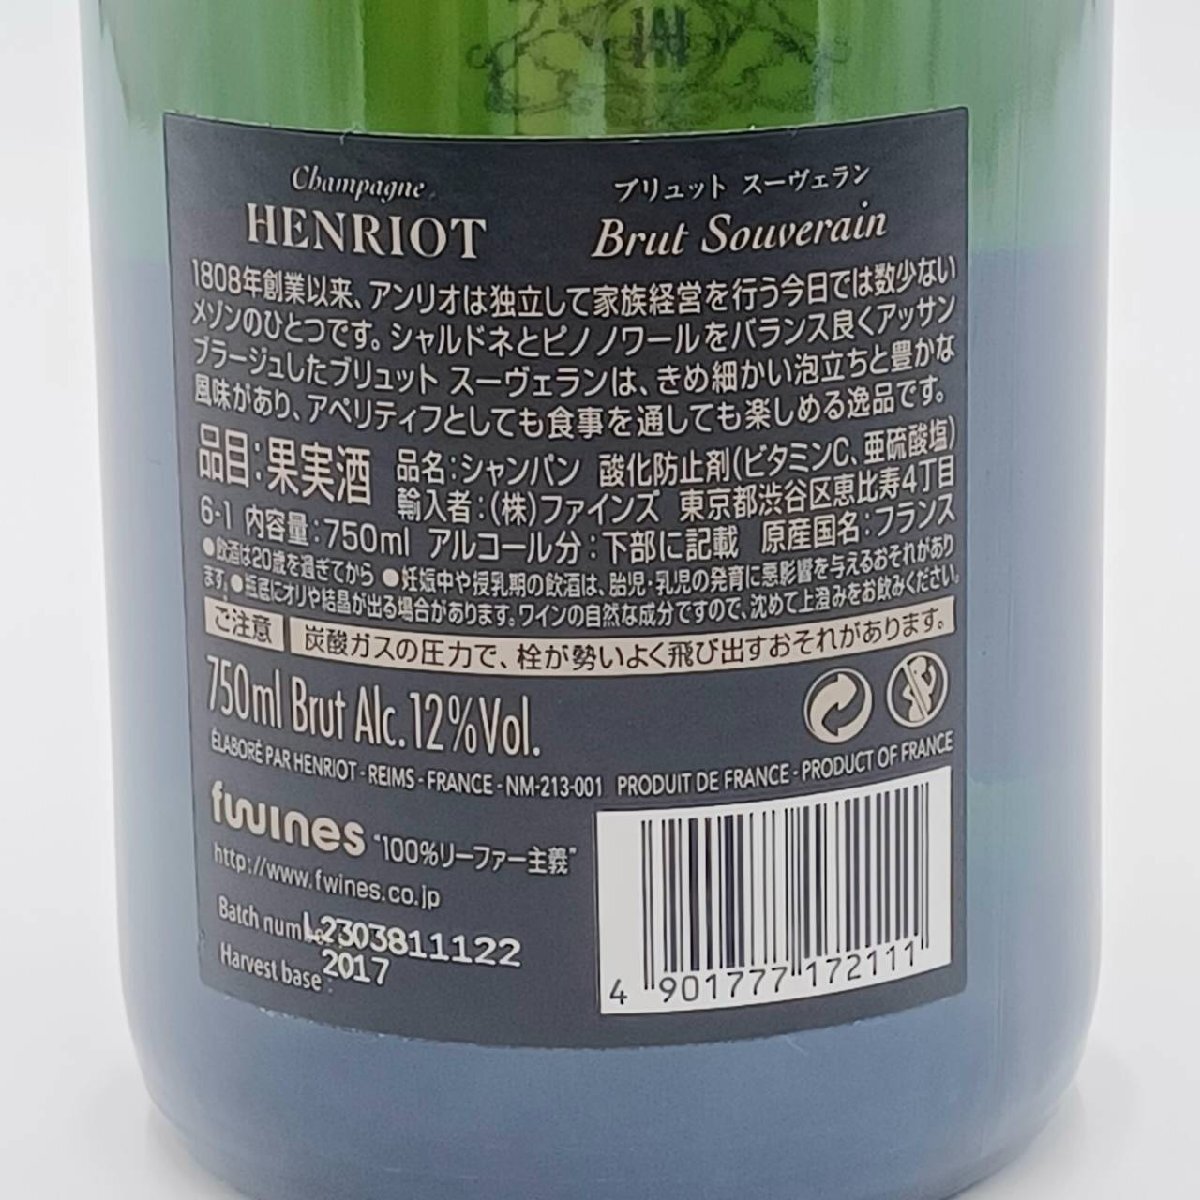 Champagne
HENRIOT
ブリュット スーヴェラン
Brut Souverain
1808年創業以来、アンリオは独立して家族経営を行う今日では数少ない
メゾンのひとつです。シャルドネとピノノワールをバランス良くアッサン
ブラージュしたブリュット スーヴェランは、きめ細かい泡立ちと豊かな
風味があり、アペリティフとしても食事を通しても楽しめる逸品です。
品目:果実酒 品名:シャンパン 酸化防止剤(ビタミンC、亜硫酸塩)
輸入者:(株)ファインズ 東京都渋谷区恵比寿4丁目
6-1 内容量:750ml アルコール分:下部に記載 原産国名:フランス
●飲酒は20歳を過ぎてから ●妊娠中や授乳期の飲酒は、胎児・乳児の発育に悪影響を与えるおそれがあり
ます。●瓶底にオリや結晶が出る場合があります。ワインの自然な成分ですので、沈めて上澄みをお飲みください。
ご注意 炭酸ガスの圧力で、栓が勢いよく飛び出すおそれがあります。
750ml Brut Alc. 12%Vol.
ÉLABORÉ PAR HENRIOT - REIMS - FRANCE - NM-213-001 PRODUIT DE FRANCE - PRODUCT OF FRANCE
fwines "100%リーファー主義"
http://www.fwines.co.jp
Batch numbe L2303811122
Harvest base : 2017
4 901777 172111